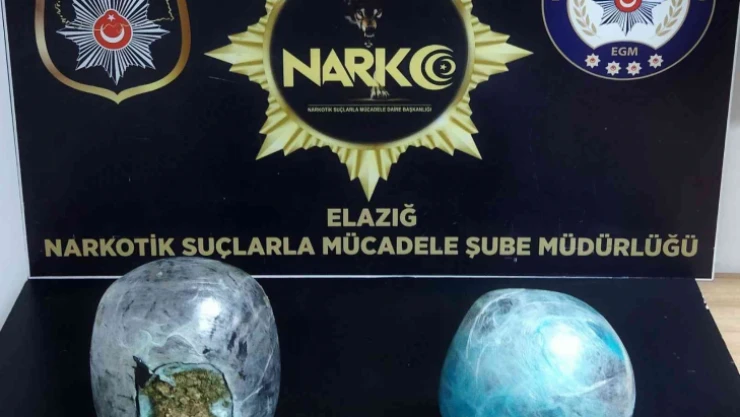 EGM
NARKO
NARKOTİK SUÇLARLA MÜCADELE DAİRE BAŞKANLIĞI
ELAZIĞ
NARKOTİK SUÇLARLA MÜCADELE ŞUBE MÜDÜRLÜĞÜ